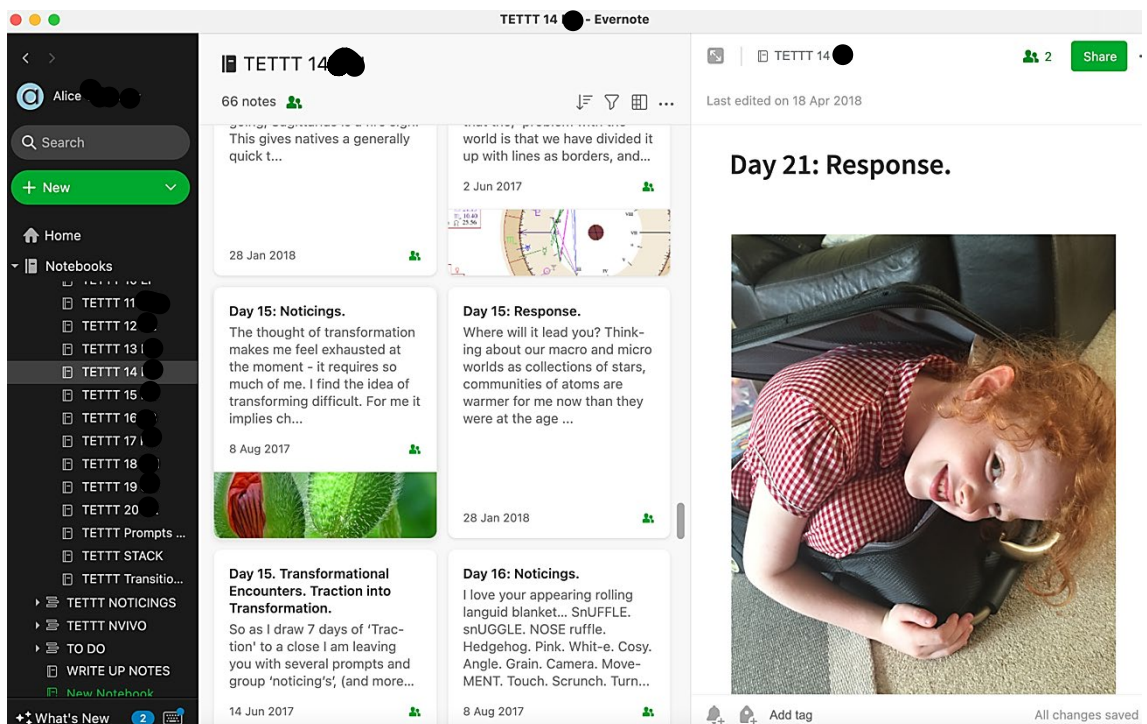 TETTT 14 - Evernote
Alice
Search
+ New
Home
Notebooks
TETTT 11
TETTT 12
TETTT 13
TETTT 14
TETTT 15
TETTT 16
TETTT 17
TETTT 18
TETTT 19
TETTT 20
TETTT Prompts ...
TETTT STACK
TETTT Transitio...
TETTT NOTICINGS
TETTT NVIVO
TO DO
WRITE UP NOTES
New Notebook
What's New 2
TETTT 14
66 notes
going, Sagittarius is a fire sign.
This gives natives a generally
quick t...
28 Jan 2018
that the, 'problem with the
world is that we have divided it
up with lines as borders, and...
2 Jun 2017
Day 15: Noticings.
The thought of transformation
makes me feel exhausted at
the moment - it requires so
much of me. I find the idea of
transforming difficult. For me it
implies ch...
8 Aug 2017
Day 15: Response.
Where will it lead you? Think-
ing about our macro and micro
worlds as collections of stars,
communities of atoms are
warmer for me now than they
were at the age ...
28 Jan 2018
Day 15. Transformational
Encounters. Traction into
Transformation.
So as I draw 7 days of 'Trac-
tion' to a close I am leaving
you with several prompts and
group 'noticing's', (and more...
14 Jun 2017
Day 16: Noticings.
I love your appearing rolling
languid blanket... SnUFFLE.
snUGGLE. NOSE ruffle.
Hedgehog. Pink. Whit-e. Cosy.
Angle. Grain. Camera. Move-
MENT. Touch. Scrunch. Turn...
8 Aug 2017
TETTT 14
2
Share
Last edited on 18 Apr 2018
Day 21: Response.
Add tag
All changes saved